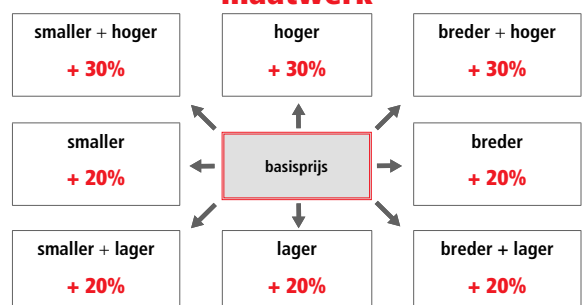 maatwerk
smaller + hoger
+ 30%
hoger
+ 30%
breder + hoger
+ 30%
smaller
+ 20%
basisprijs
breder
+ 20%
smaller + lager
+ 20%
lager
+ 20%
breder + lager
+ 20%